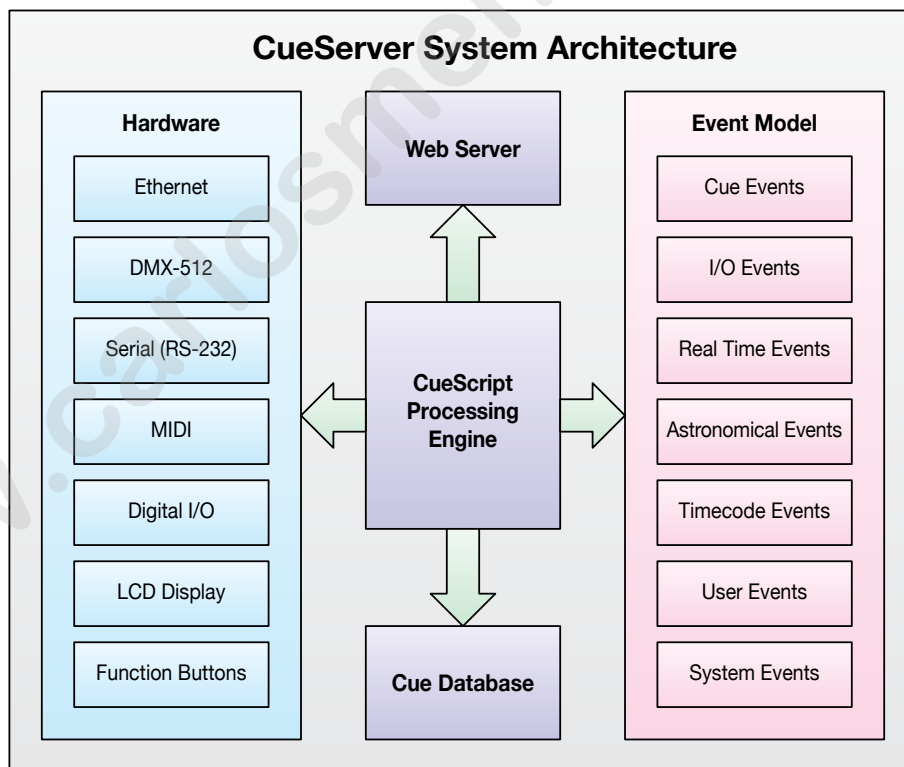 CueServer System Architecture
Hardware
Ethernet
DMX-512
Serial (RS-232)
MIDI
Digital I/O
LCD Display
Function Buttons
Web Server
CueScript
Processing
Engine
Cue Database
Event Model
Cue Events
I/O Events
Real Time Events
Astronomical Events
Timecode Events
User Events
System Events
w.carlosmen